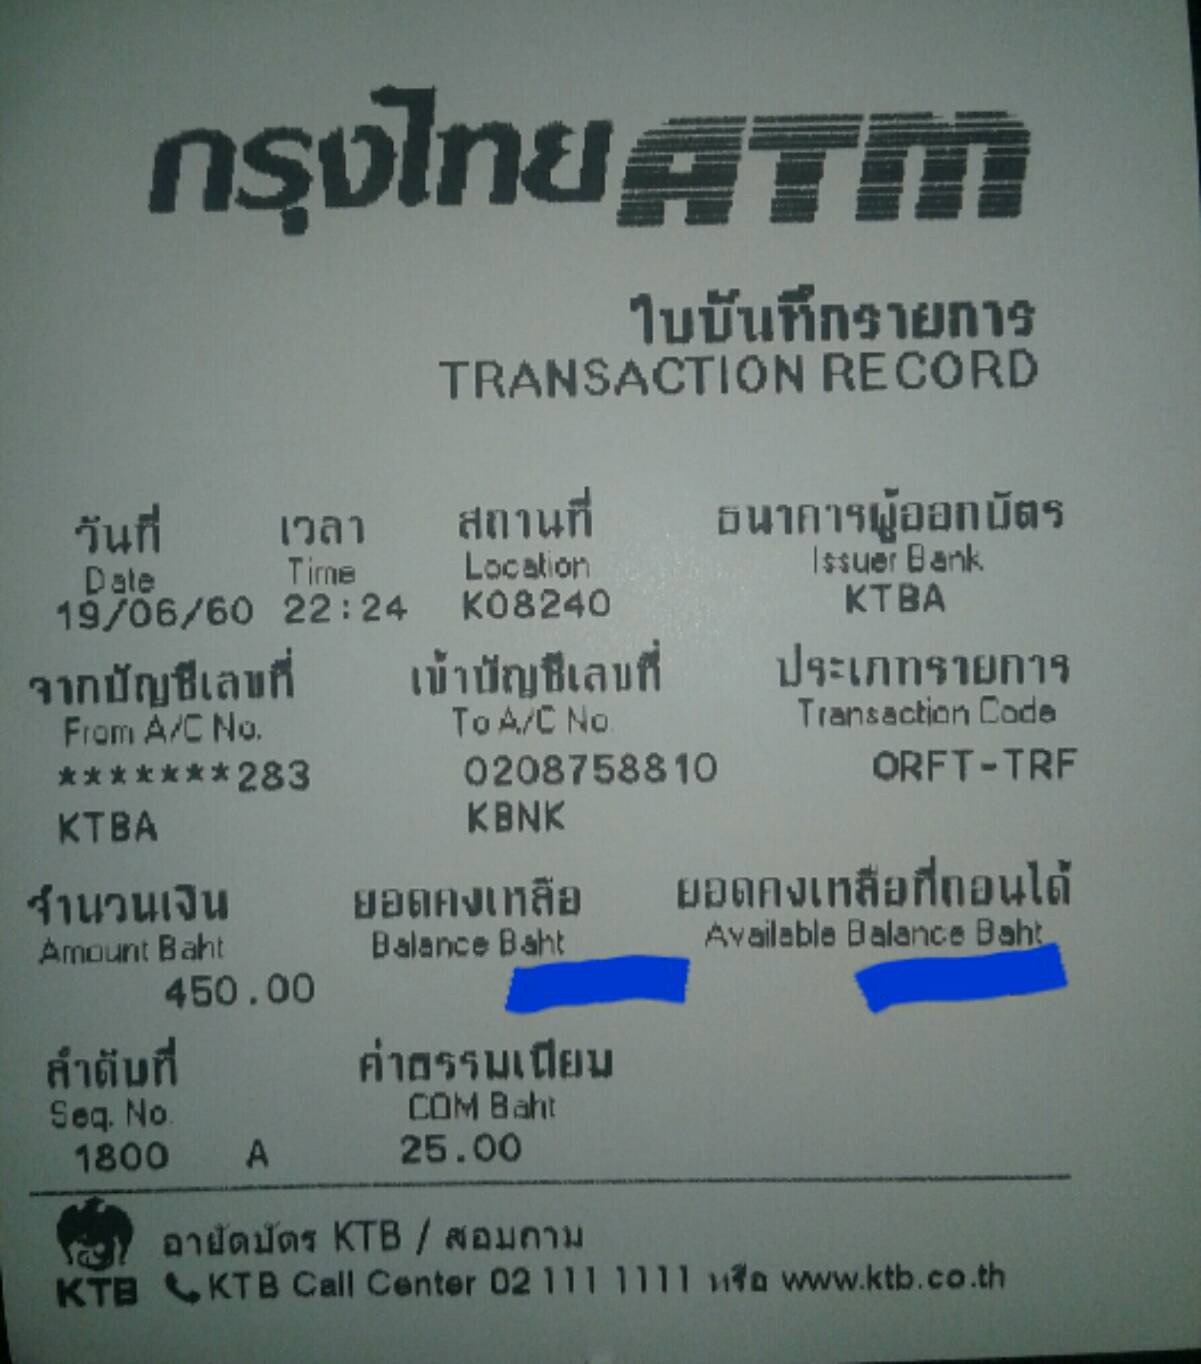 กรุงไทย ATM
ใบบันทึกรายการ
TRANSACTION RECORD
วันที่ เวลา สถานที่ ธนาคารผู้ออกบัตร
Date Time Location Issuer Bank
19/06/60 22:24 K08240 KTBA
จากบัญชีเลขที่ เข้าบัญชีเลขที่ ประเภทรายการ
From A/C No. To A/C No. Transaction Code
*******283 0208758810 ORFT-TRF
KTBA KBNK
จำนวนเงิน ยอดคงเหลือ ยอดคงเหลือที่ถอนได้
Amount Baht Balance Baht Available Balance Baht
450.00
ลำดับที่ ค่าธรรมเนียม
Seq. No. COM Baht
1800 A 25.00
อายัดบัตร KTB / สอบถาม
KTB KTB Call Center 02 111 1111 หรือ www.ktb.co.th